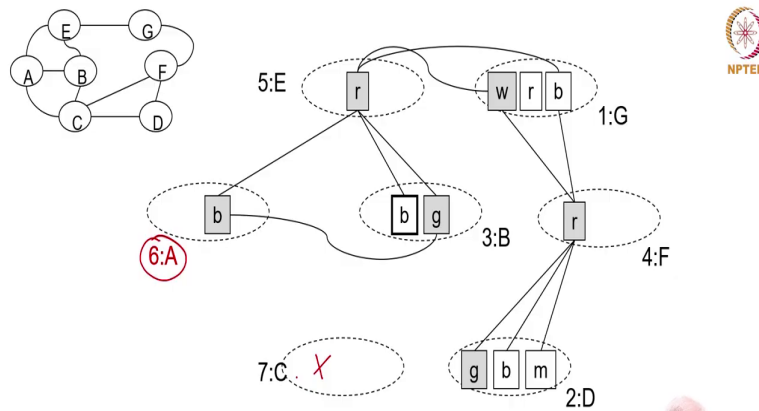 E G
F
A B
C D
5:E r
w r b
1:G
b
6:A
b g
3:B
r
4:F
7:C X
g b m
2:D
NPTEL